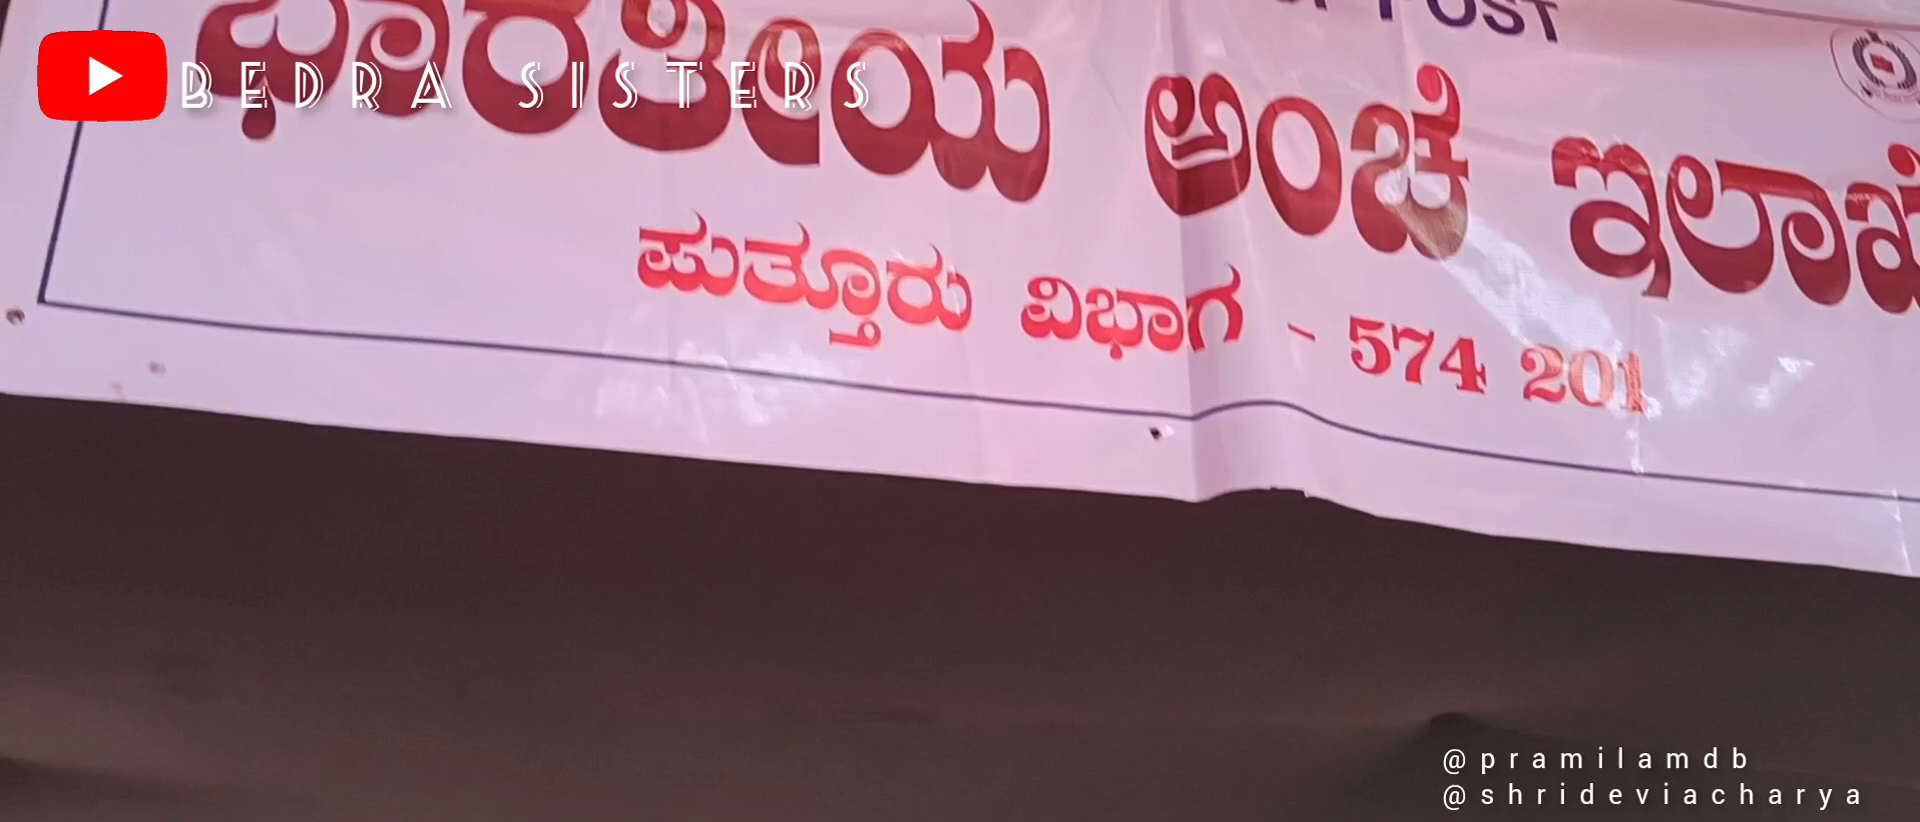 POST
BEDRA SISTERS
ಭಾರತೀಯ ಅಂಚೆ ಇಲಾಖೆ
ಪುತ್ತೂರು ವಿಭಾಗ - 574 201
@pramilamdb
@shrideviacharya